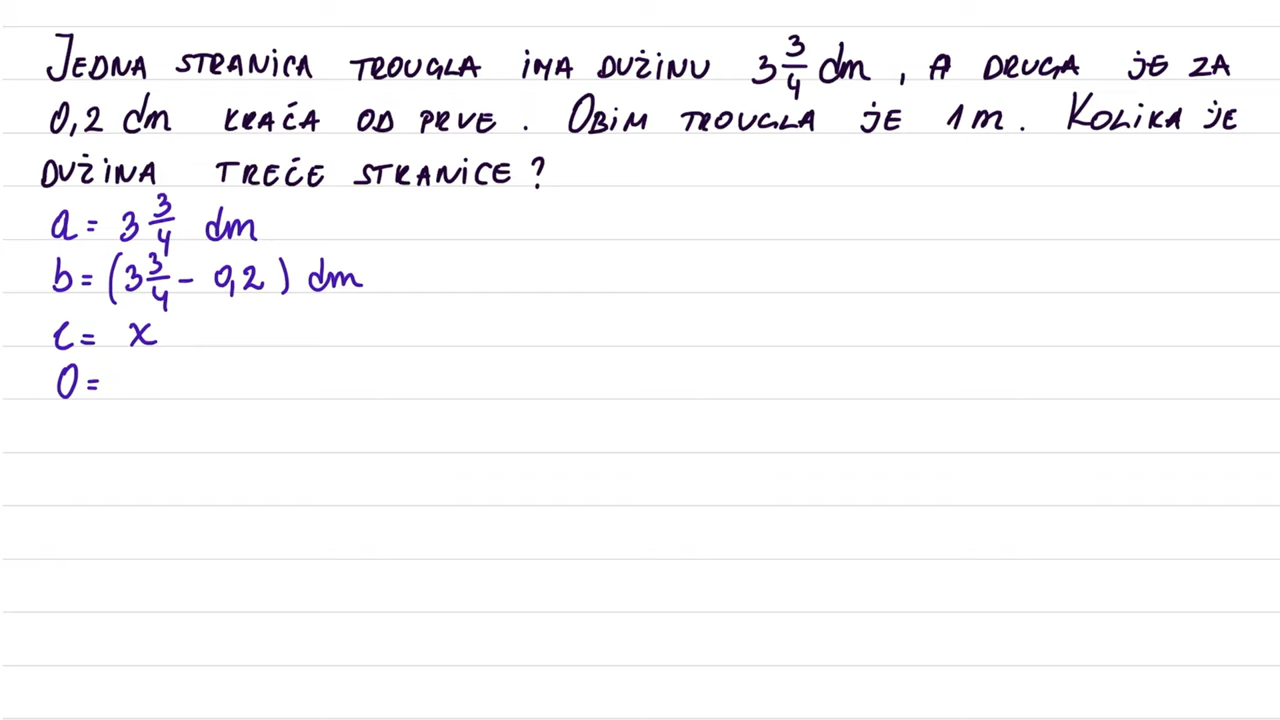 JEDNA STRANICA TROUGLA IMA DUŽINU 3 3/4 dm, A DRUGA JE ZA
0,2 dm KRAĆA OD PRVE. OBIM TROUGLA JE 1m. KOLIKA JE
DUŽINA TREĆE STRANICE?
a = 3 3/4 dm
b = (3 3/4 - 0,2) dm
c = x
O =